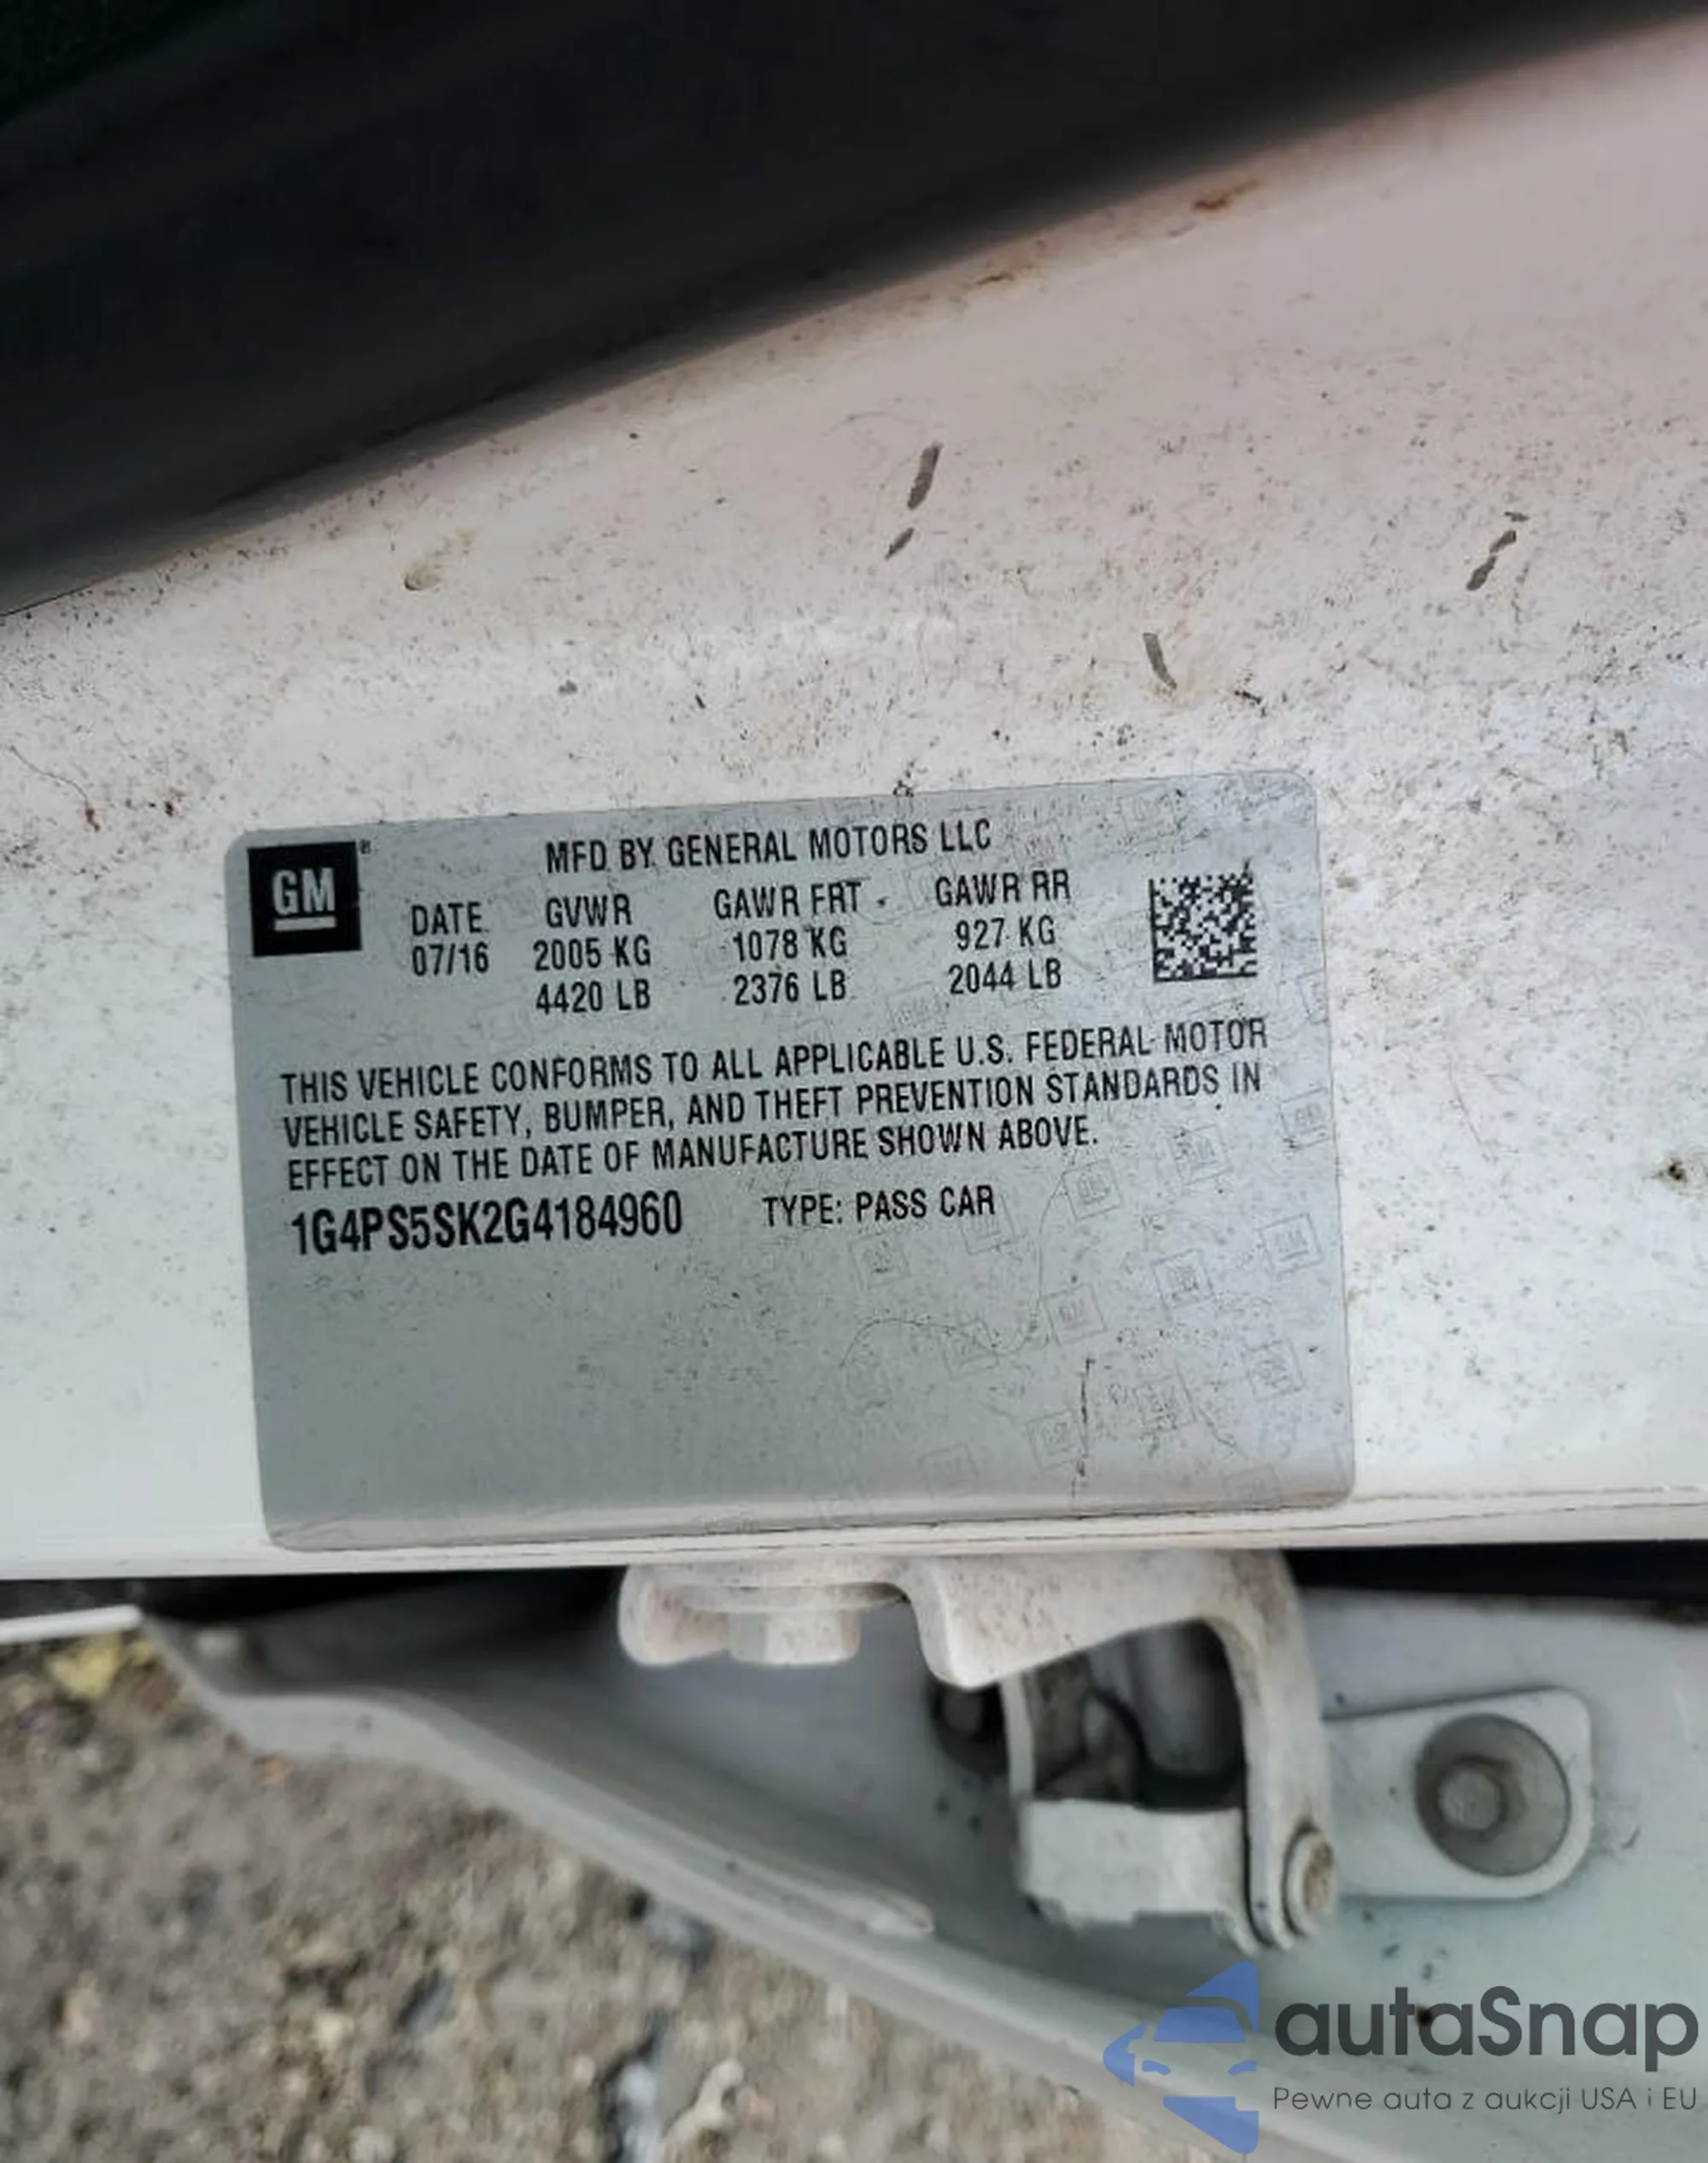 GM ®
MFD BY GENERAL MOTORS LLC
DATE GVWR GAWR FRT GAWR RR
07/16 2005 KG 1078 KG 927 KG
4420 LB 2376 LB 2044 LB
THIS VEHICLE CONFORMS TO ALL APPLICABLE U.S. FEDERAL MOTOR
VEHICLE SAFETY, BUMPER, AND THEFT PREVENTION STANDARDS IN
EFFECT ON THE DATE OF MANUFACTURE SHOWN ABOVE.
1G4PS5SK2G4184960 TYPE: PASS CAR
autaSnap
Pewne auta z aukcji USA i EU